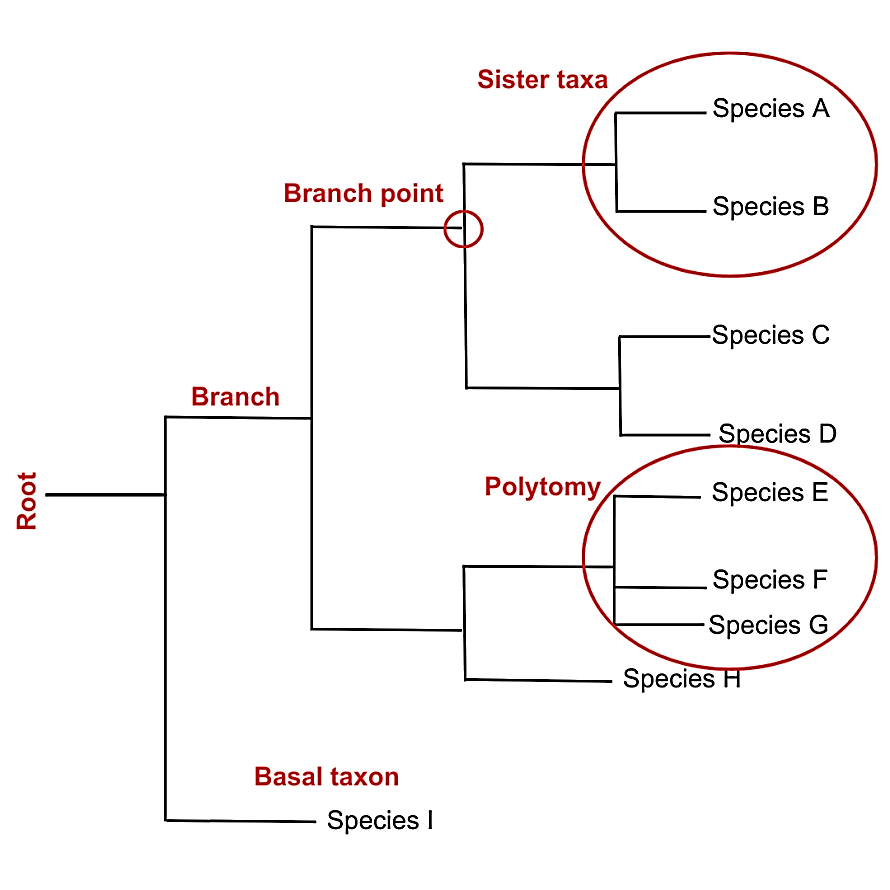 Sister taxa
Species A
Branch point
Species B
Species C
Branch
Species D
Root
Polytomy
Species E
Species F
Species G
Species H
Basal taxon
Species I